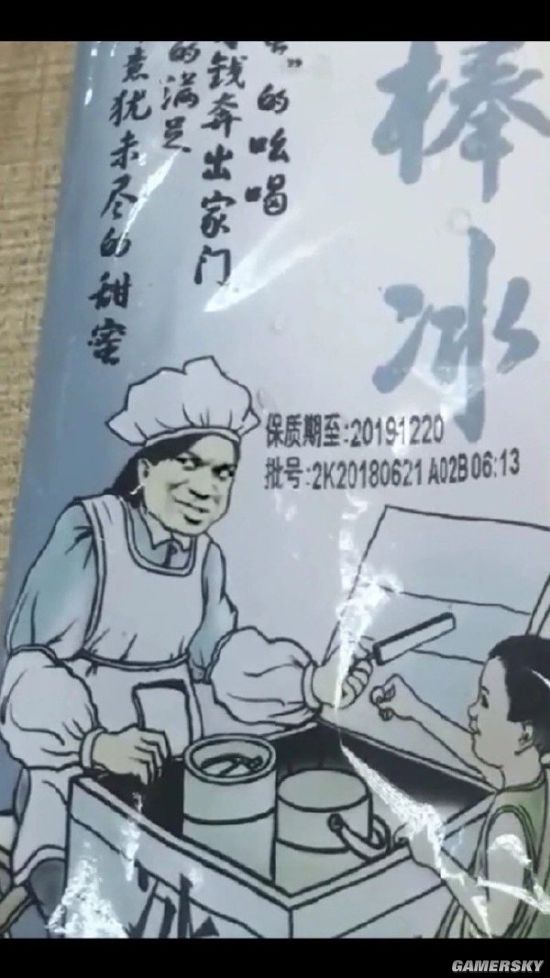 棒冰
”的吆喝
钱奔出家门
的满足
意犹未尽的甜蜜
保质期至:20191220
批号:2K20180621 A02B 06:13
冰
GAMERSKY